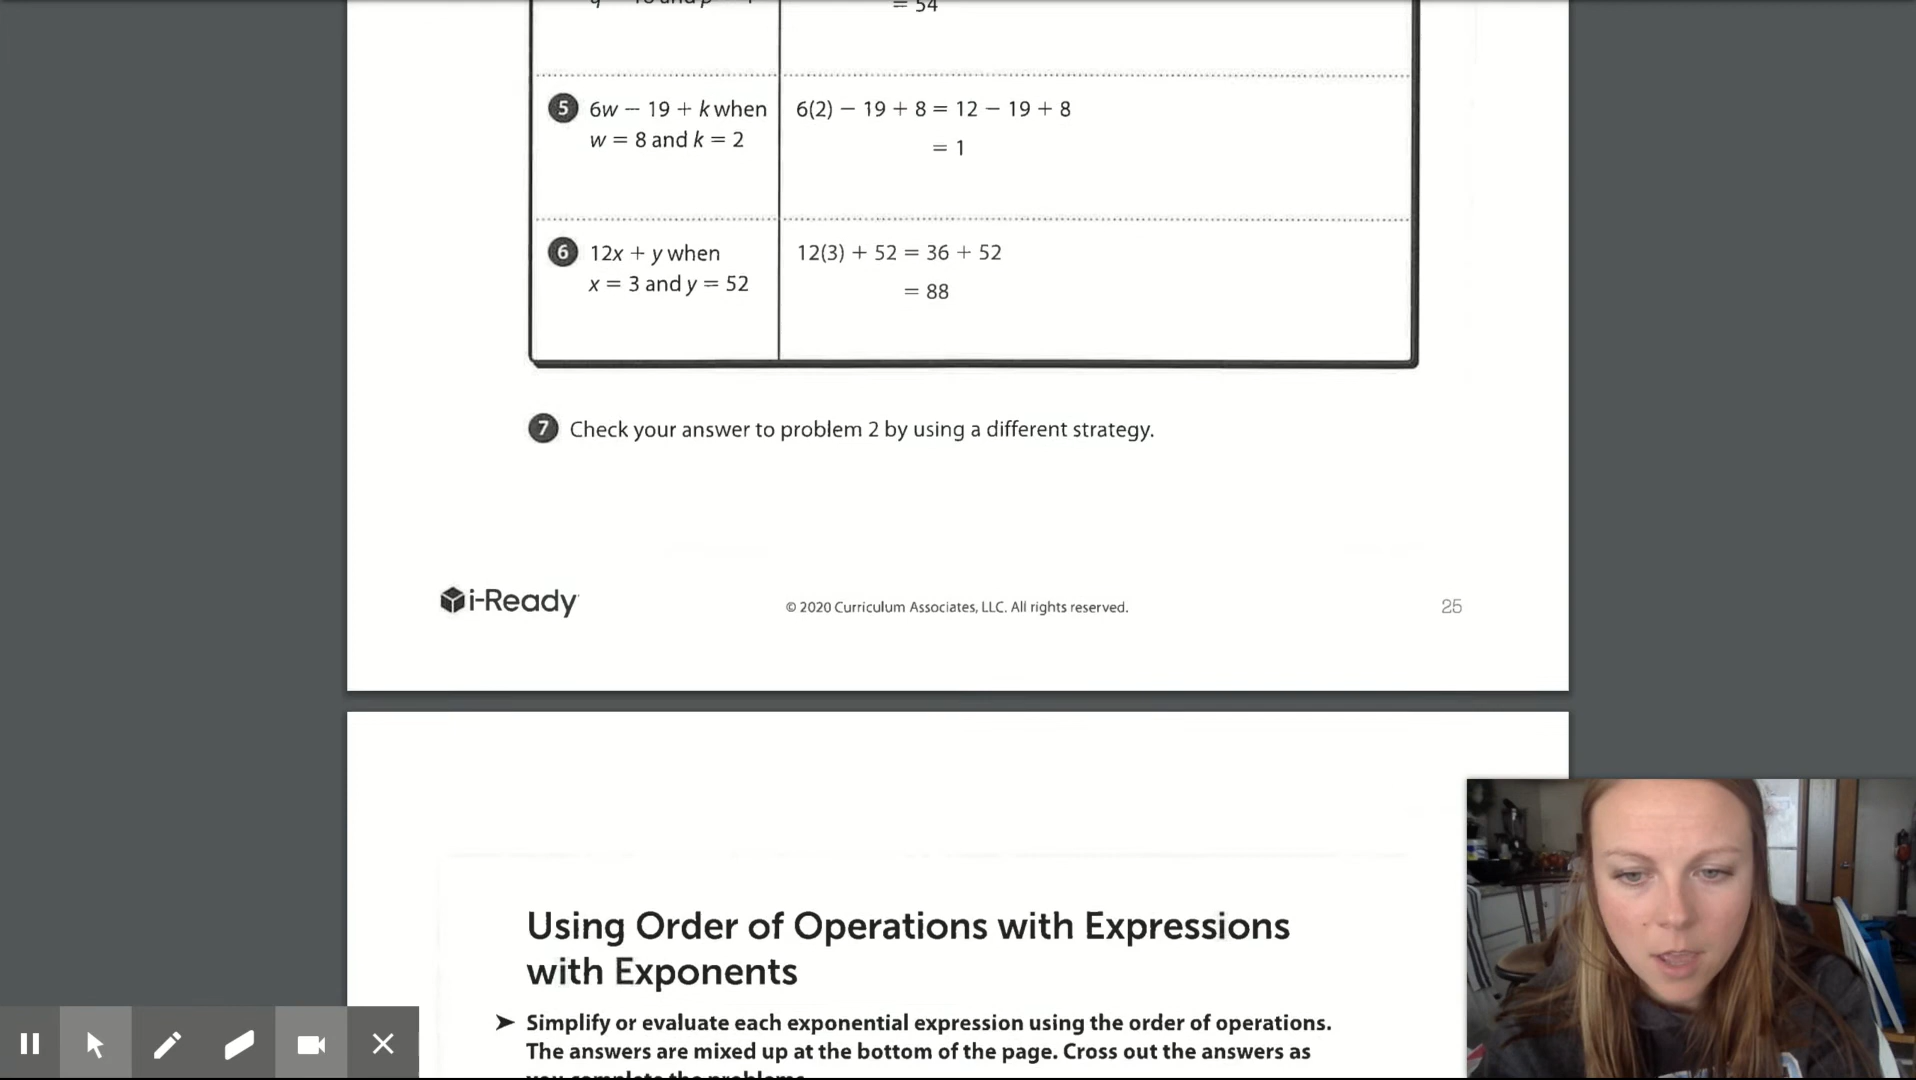 = 54
5 6w − 19 + k when
w = 8 and k = 2
6(2) − 19 + 8 = 12 − 19 + 8
= 1
6 12x + y when
x = 3 and y = 52
12(3) + 52 = 36 + 52
= 88
7 Check your answer to problem 2 by using a different strategy.
i-Ready
© 2020 Curriculum Associates, LLC. All rights reserved.
25
Using Order of Operations with Expressions
with Exponents
➤ Simplify or evaluate each exponential expression using the order of operations.
The answers are mixed up at the bottom of the page. Cross out the answers as
you complete the problems.